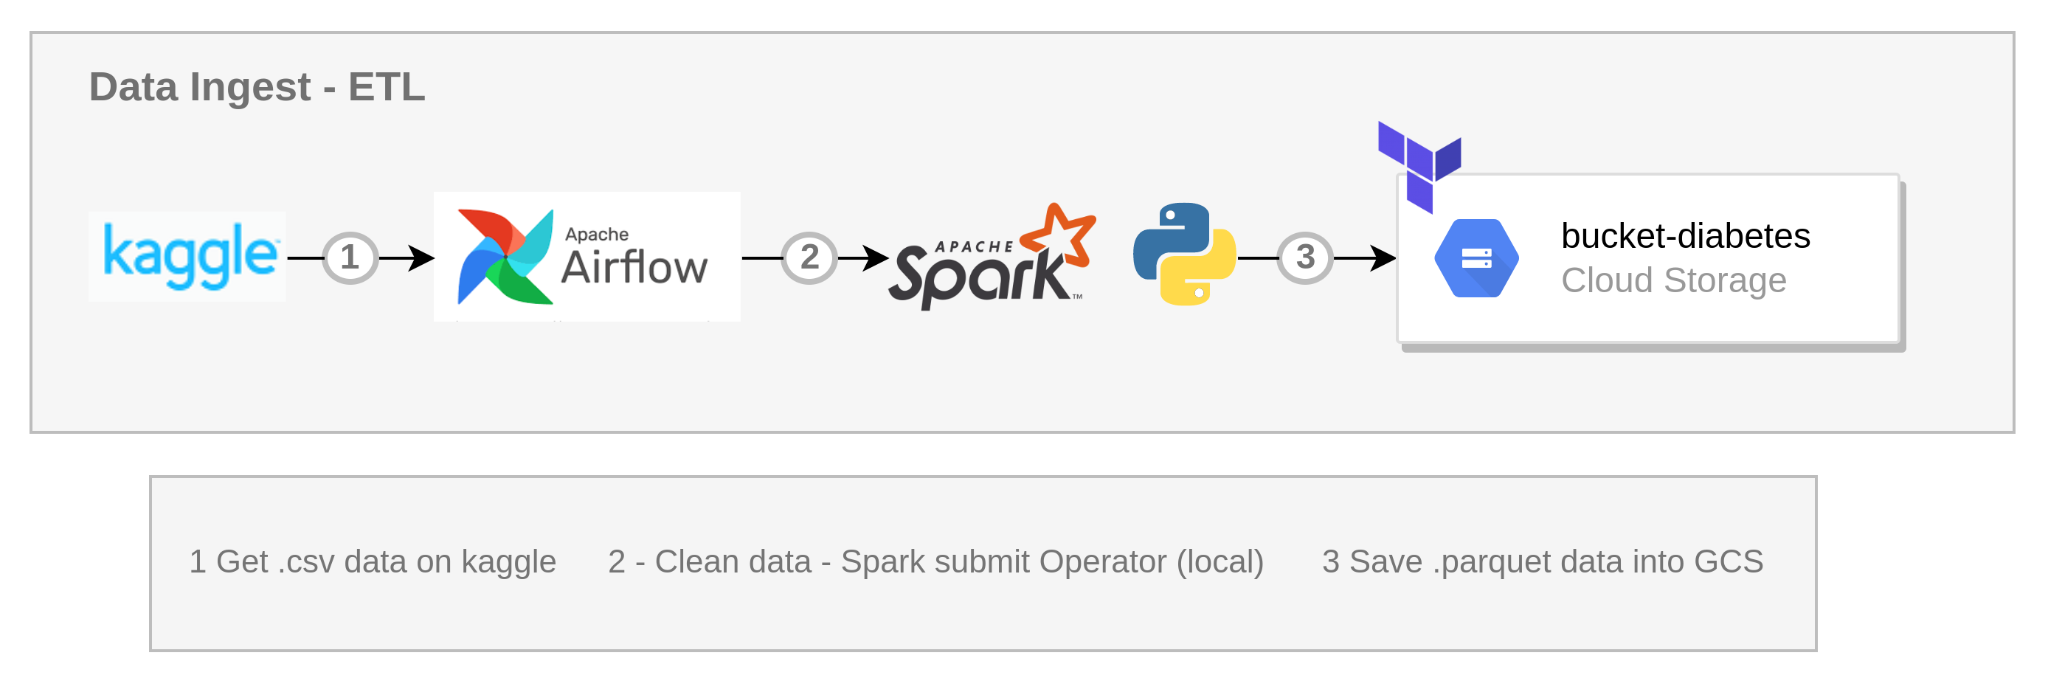 Data Ingest - ETL
kaggle
1
Apache
Airflow
2
APACHE
Spark™
3
bucket-diabetes
Cloud Storage
1 Get .csv data on kaggle
2 - Clean data - Spark submit Operator (local)
3 Save .parquet data into GCS